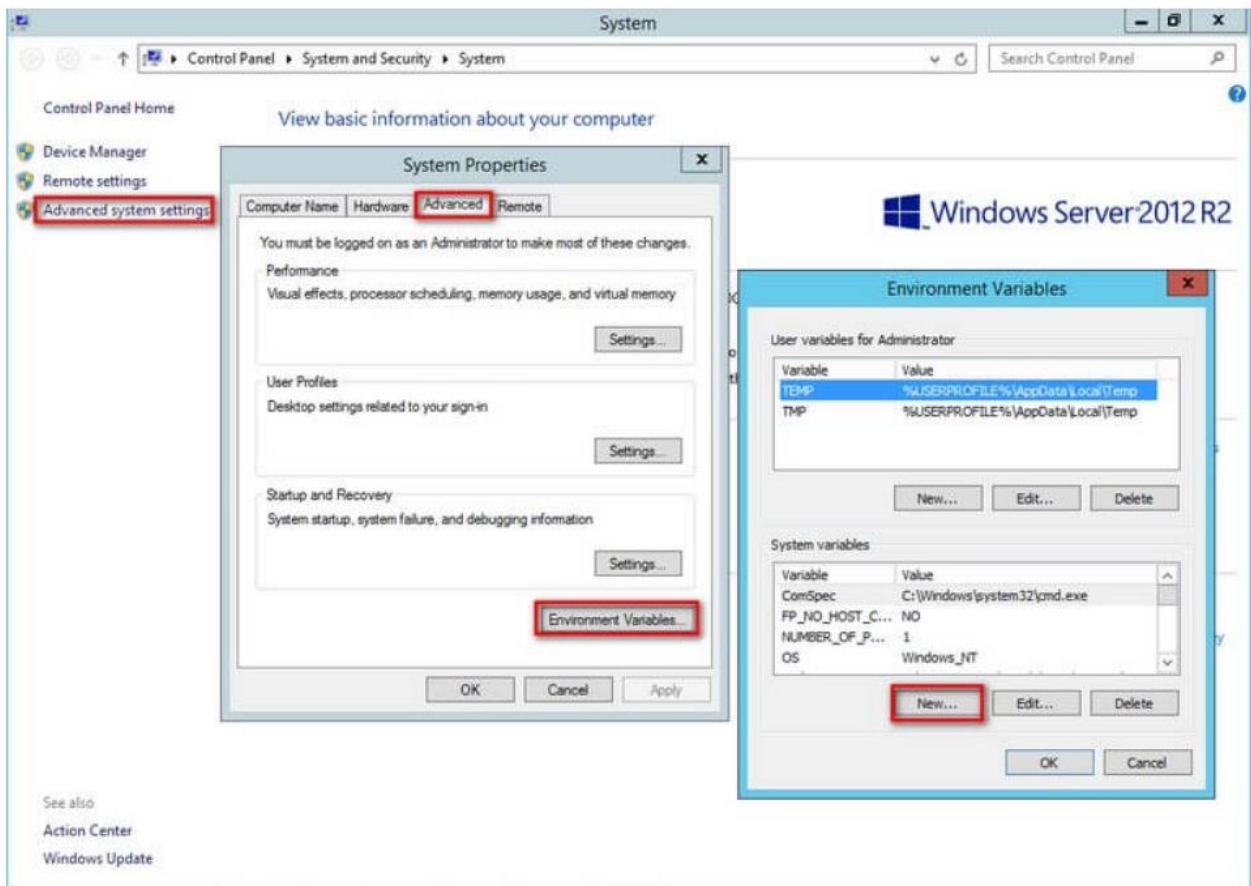 System
Control Panel System and Security System
Search Control Panel
Control Panel Home
View basic information about your computer
Device Manager
Remote settings
Advanced system settings
Windows Server 2012 R2
System Properties
Computer Name Hardware Advanced Remote
You must be logged on as an Administrator to make most of these changes.
Performance
Visual effects, processor scheduling, memory usage, and virtual memory
Settings...
User Profiles
Desktop settings related to your sign-in
Settings...
Startup and Recovery
System startup, system failure, and debugging information
Settings...
Environment Variables...
OK Cancel Apply
Environment Variables
User variables for Administrator
Variable Value
TEMP %USERPROFILE%\AppData\Local\Temp
TMP %USERPROFILE%\AppData\Local\Temp
New... Edit... Delete
System variables
Variable Value
ComSpec C:\Windows\system32\cmd.exe
FP_NO_HOST_C... NO
NUMBER_OF_P... 1
OS Windows_NT
New... Edit... Delete
OK Cancel
See also
Action Center
Windows Update